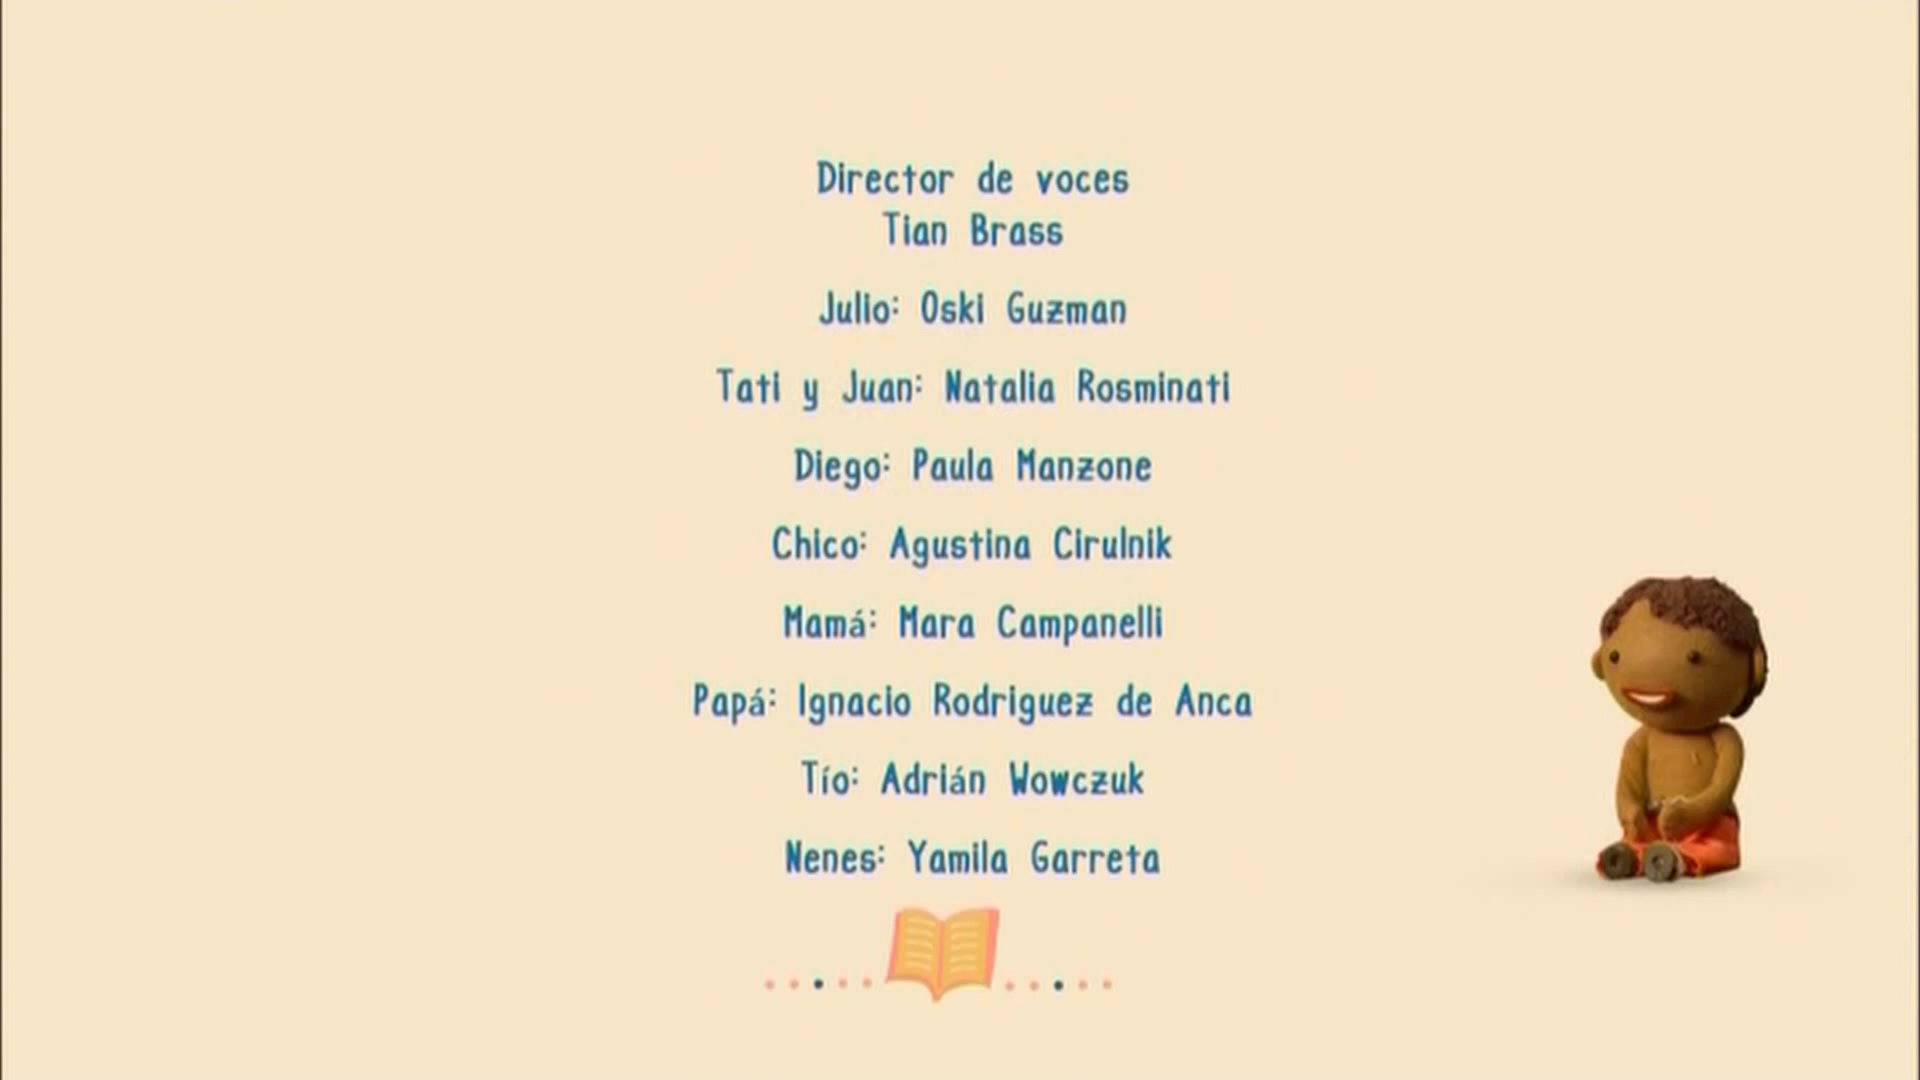 Director de voces
Tian Brass
Julio: Oski Guzman
Tati y Juan: Natalia Rosminati
Diego: Paula Manzone
Chico: Agustina Cirulnik
Mamá: Mara Campanelli
Papá: Ignacio Rodriguez de Anca
Tío: Adrián Wowczuk
Nenes: Yamila Garreta